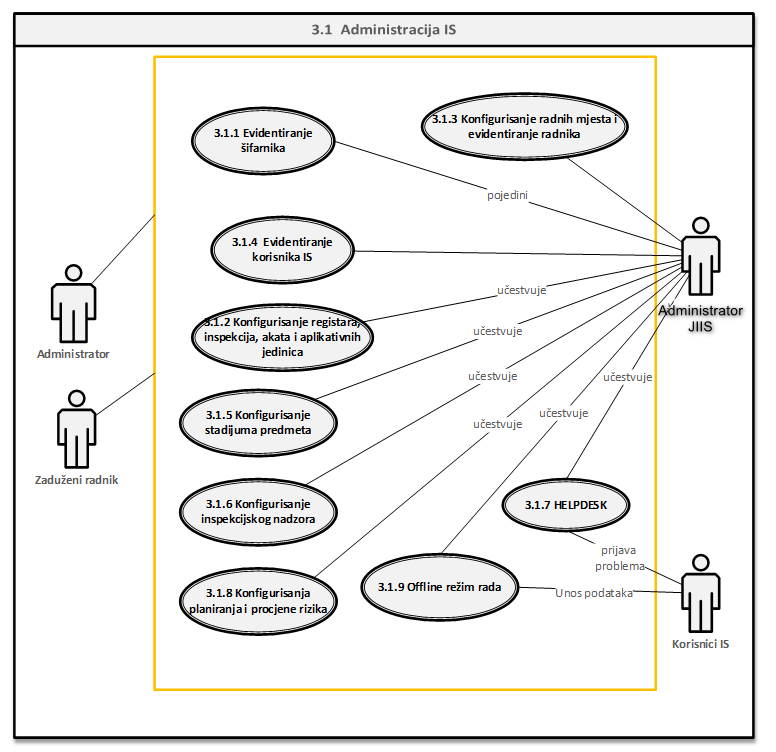 3.1 Administracija IS
3.1.1 Evidentiranje
šifarnika
3.1.3 Konfigurisanje radnih mjesta i
evidentiranje radnika
pojedini
3.1.4 Evidentiranje
korisnika IS
učestvuje
Administrator
JIIS
3.1.2 Konfigurisanje registara,
inspekcija, akata i aplikativnih
jedinica
učestvuje
Administrator
učestvuje
učestvuje
3.1.5 Konfigurisanje
stadijuma predmeta
učestvuje
učestvuje
Zaduženi radnik
3.1.6 Konfigurisanje
inspekcijskog nadzora
3.1.7 HELPDESK
prijava
problema
3.1.8 Konfigurisanja
planiranja i procjene rizika
3.1.9 Offline režim rada
Unos podataka
Korisnici IS